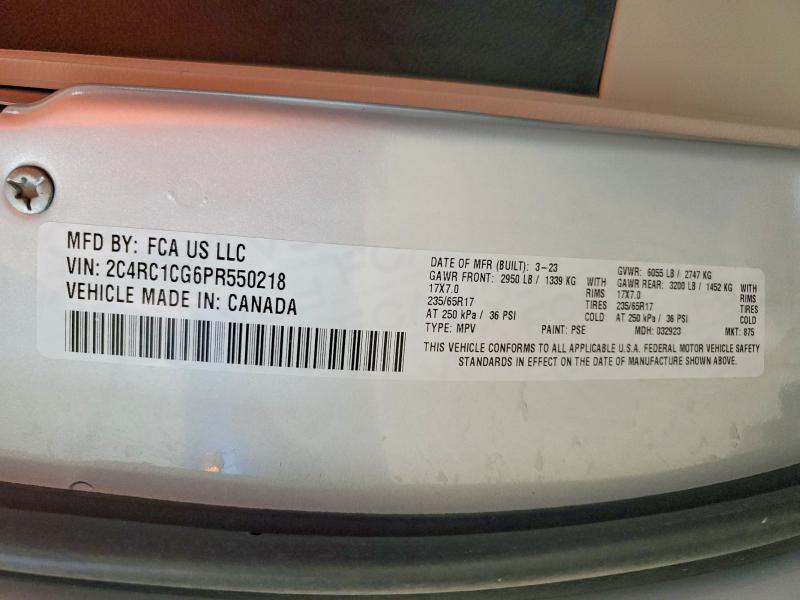 MFD BY: FCA US LLC
VIN: 2C4RC1CG6PR550218
VEHICLE MADE IN: CANADA
DATE OF MFR (BUILT): 3-23 GVWR: 6055 LB / 2747 KG
GAWR FRONT: 2950 LB / 1339 KG WITH GAWR REAR: 3200 LB / 1452 KG WITH
17X7.0 RIMS 17X7.0 RIMS
235/65R17 TIRES 235/65R17 TIRES
AT 250 kPa / 36 PSI COLD AT 250 kPa / 36 PSI COLD
TYPE: MPV PAINT: PSE MDH: 032923 MKT: 875
THIS VEHICLE CONFORMS TO ALL APPLICABLE U.S.A. FEDERAL MOTOR VEHICLE SAFETY
STANDARDS IN EFFECT ON THE DATE OF MANUFACTURE SHOWN ABOVE.